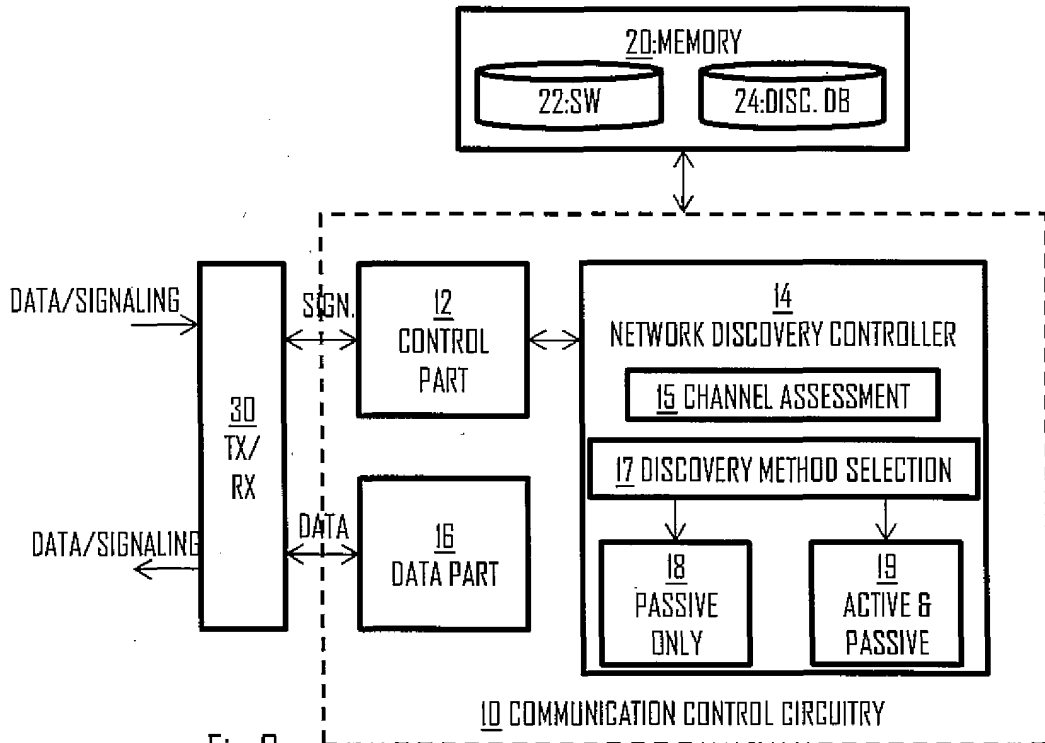 20:MEMORY
22:SW
24:DISC. DB
DATA/SIGNALING
SIGN.
12
CONTROL
PART
14
NETWORK DISCOVERY CONTROLLER
15 CHANNEL ASSESSMENT
30
TX/
RX
17 DISCOVERY METHOD SELECTION
DATA/SIGNALING
DATA
16
DATA PART
18
PASSIVE
ONLY
19
ACTIVE &
PASSIVE
10 COMMUNICATION CONTROL CIRCUITRY